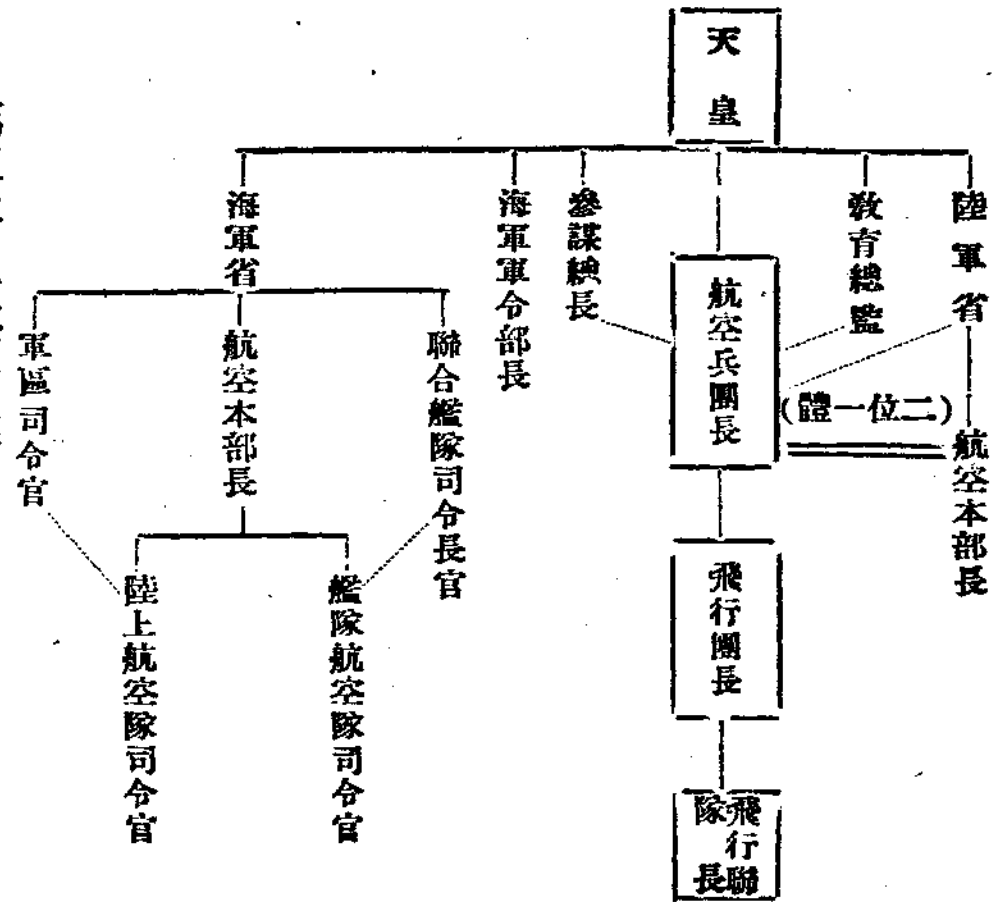 天皇
陸軍省
教育總監
航空兵團長
參謀總長
海軍軍令部長
海軍省
(二位一體)
航空本部長
聯合艦隊司令長官
航空本部長
軍區司令官
飛行團長
艦隊航空隊司令官
陸上航空隊司令官
飛行聯
隊長